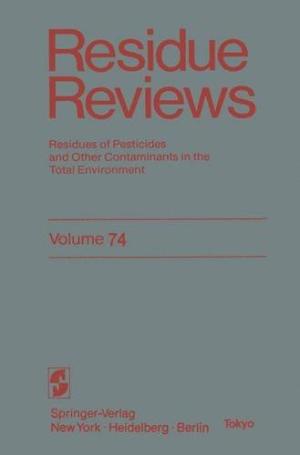 Residue
Reviews
Residues of Pesticides
and Other Contaminants in the
Total Environment
Volume 74
Springer-Verlag
New York · Heidelberg · Berlin Tokyo